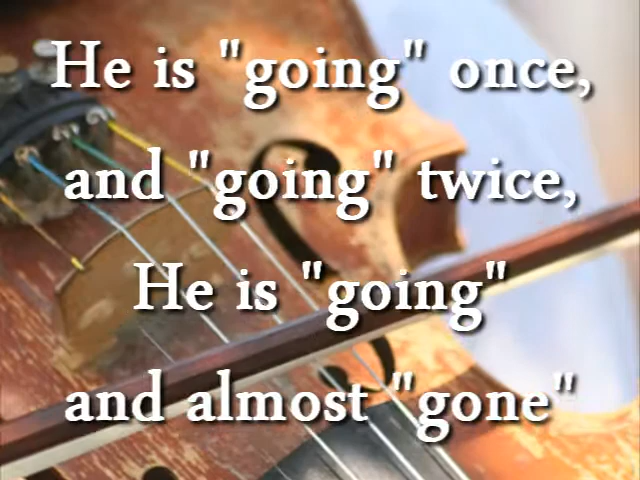 He is "going" once,
and "going" twice,
He is "going"
and almost "gone"